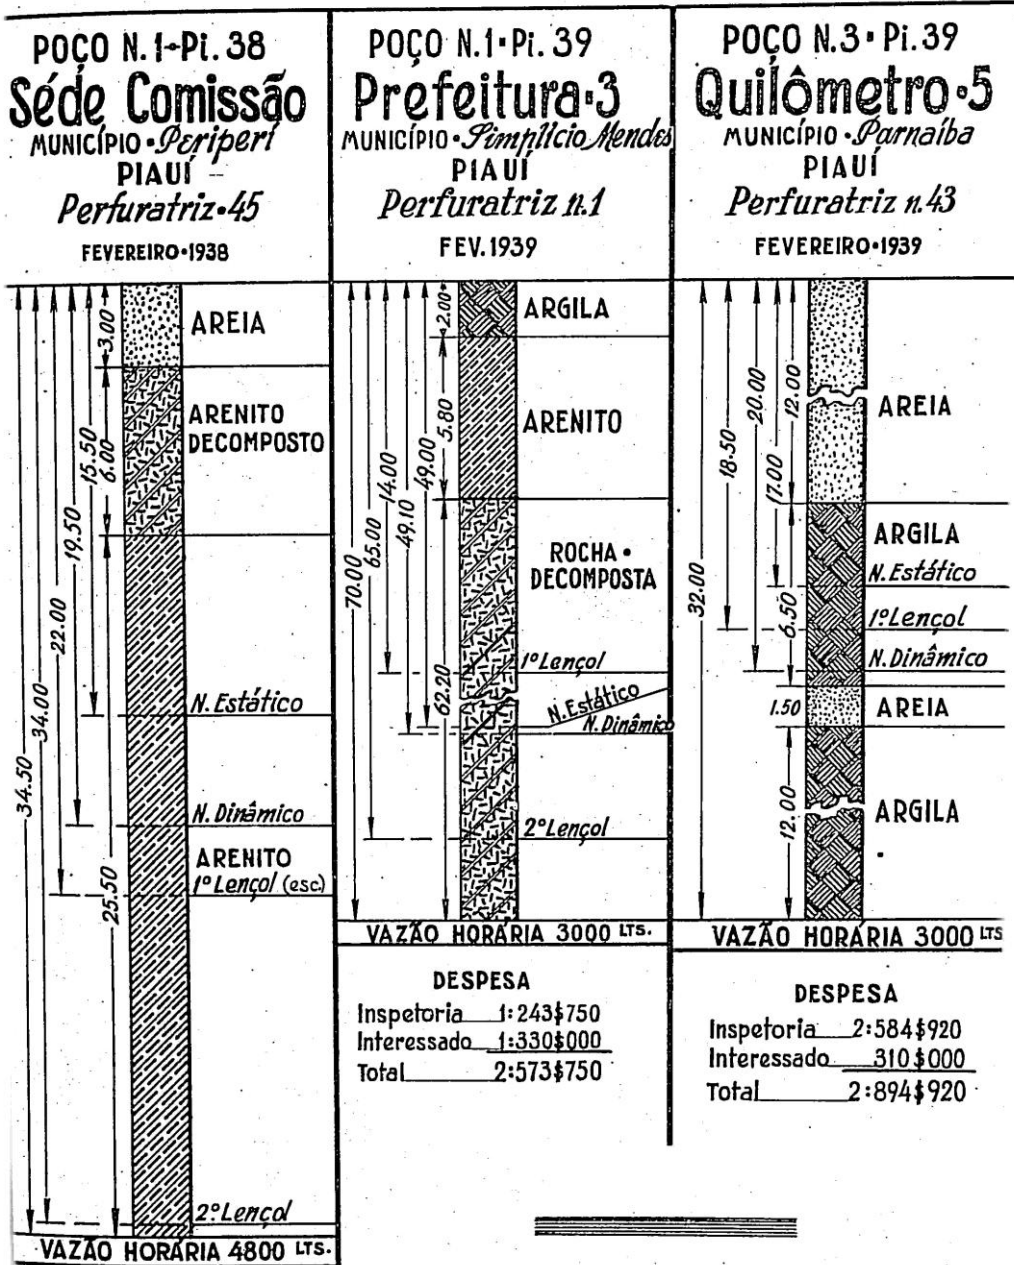 POÇO N.1-Pi.38
Séde Comissão
MUNICÍPIO·Periperí
PIAUÍ
Perfuratriz·45
FEVEREIRO·1938
34.50
34.00
22.00
19.50
15.50
3.00
6.00
25.50
AREIA
ARENITO
DECOMPOSTO
N.Estático
N.Dinâmico
ARENITO
1º Lençol (esc.)
2º Lençol
VAZÃO HORÁRIA 4800 LTS.
POÇO N.1·Pi.39
Prefeitura·3
MUNICÍPIO·Simplicio Mendes
PIAUÍ
Perfuratriz n.1
FEV.1939
70.00
65.00
14.00
49.10
49.00
2.00
5.80
62.20
ARGILA
ARENITO
ROCHA·
DECOMPOSTA
1º Lençol
N.Estático
N.Dinâmico
2º Lençol
VAZÃO HORÁRIA 3000 LTS.
DESPESA
Inspetoria 1:243$750
Interessado 1:330$000
Total 2:573$750
POÇO N.3·Pi.39
Quilômetro·5
MUNICÍPIO·Parnaíba
PIAUÍ
Perfuratriz n.43
FEVEREIRO·1939
32.00
18.50
20.00
17.00
12.00
6.50
1.50
12.00
AREIA
ARGILA
N.Estático
1º Lençol
N.Dinâmico
AREIA
ARGILA
VAZÃO HORÁRIA 3000 LTS
DESPESA
Inspetoria 2:584$920
Interessado 310$000
Total 2:894$920